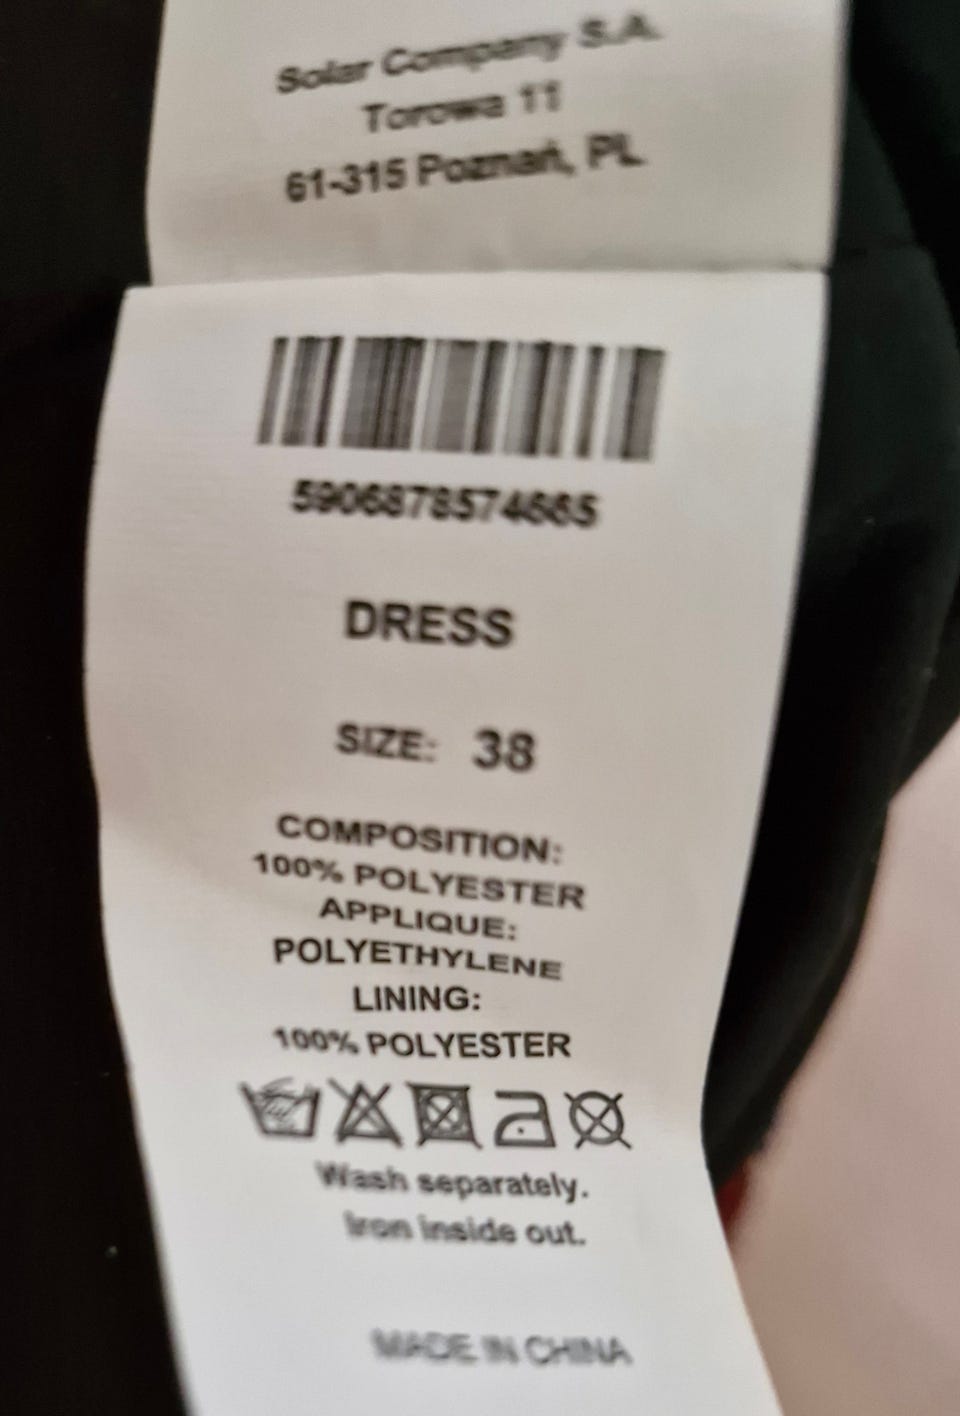 Solar Company S.A.
Torowa 11
61-315 Poznań, PL
5906878574665
DRESS
SIZE: 38
COMPOSITION:
100% POLYESTER
APPLIQUE:
POLYETHYLENE
LINING:
100% POLYESTER
Wash separately.
Iron inside out.
MADE IN CHINA